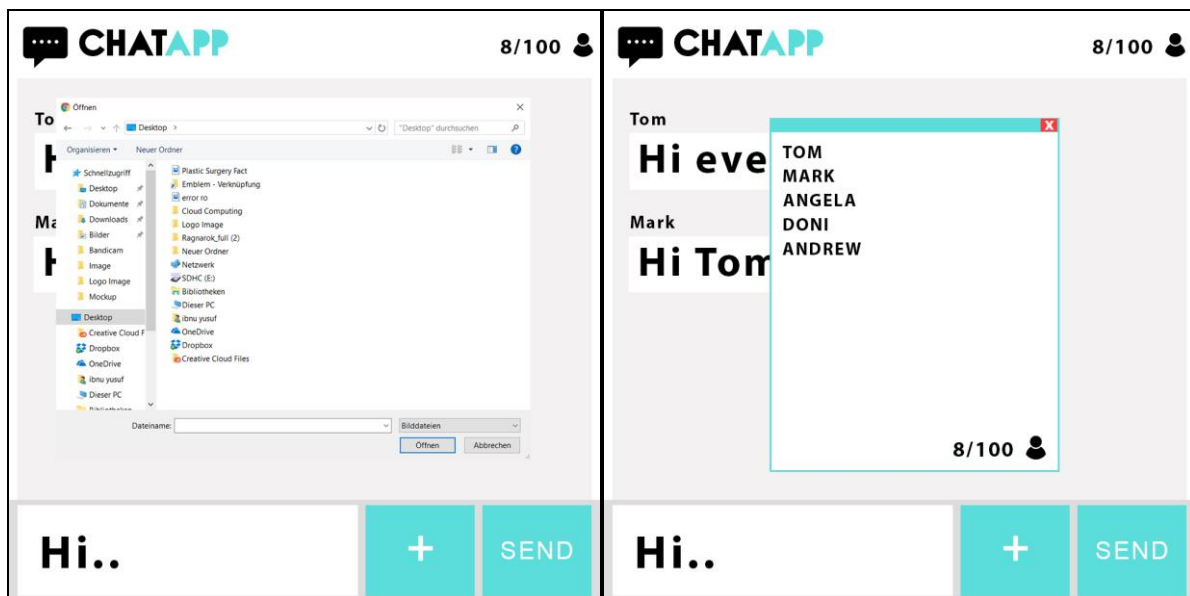 CHATAPP
8/100
To
Öffnen
Desktop
"Desktop" durchsuchen
Organisieren
Neuer Ordner
H
Ma
H
Schnellzugriff
Desktop
Dokumente
Downloads
Bilder
Bandicam
Image
Logo Image
Mockup
Desktop
Creative Cloud F
Dropbox
OneDrive
ibnu yusuf
Dieser PC
Bibliotheken
Plastic Surgery Fact
Emblem - Verknüpfung
error ro
Cloud Computing
Logo Image
Ragnarok_full (2)
Neuer Ordner
Netzwerk
SDHC (E:)
Bibliotheken
Dieser PC
ibnu yusuf
OneDrive
Dropbox
Creative Cloud Files
Dateiname:
Bilddateien
Öffnen
Abbrechen
Hi..
+
SEND
CHATAPP
8/100
Tom
Hi eve
Mark
Hi Tom
X
TOM
MARK
ANGELA
DONI
ANDREW
8/100
Hi..
+
SEND